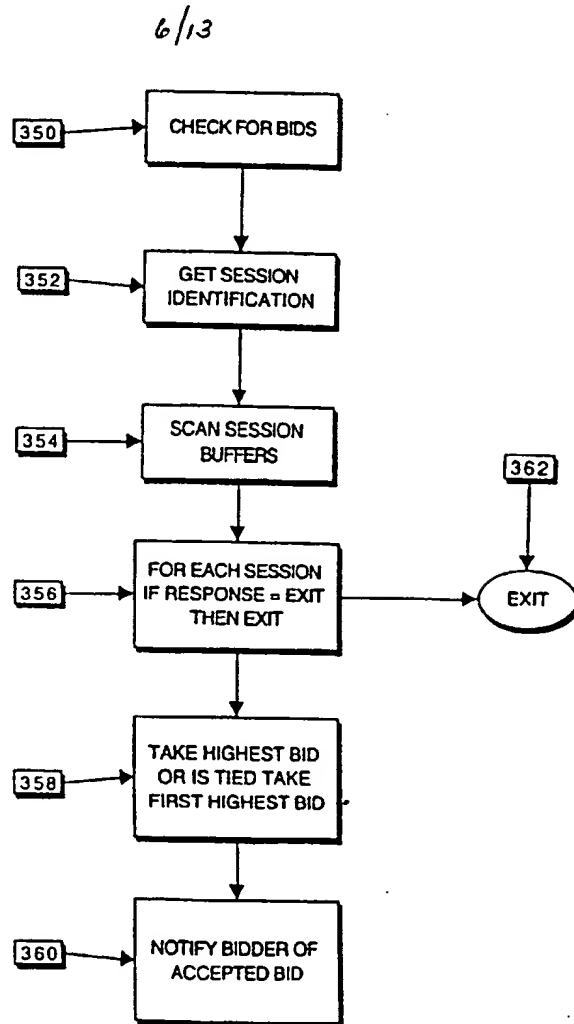 6/13
350
CHECK FOR BIDS
352
GET SESSION
IDENTIFICATION
354
SCAN SESSION
BUFFERS
362
356
FOR EACH SESSION
IF RESPONSE = EXIT
THEN EXIT
EXIT
358
TAKE HIGHEST BID
OR IS TIED TAKE
FIRST HIGHEST BID
360
NOTIFY BIDDER OF
ACCEPTED BID